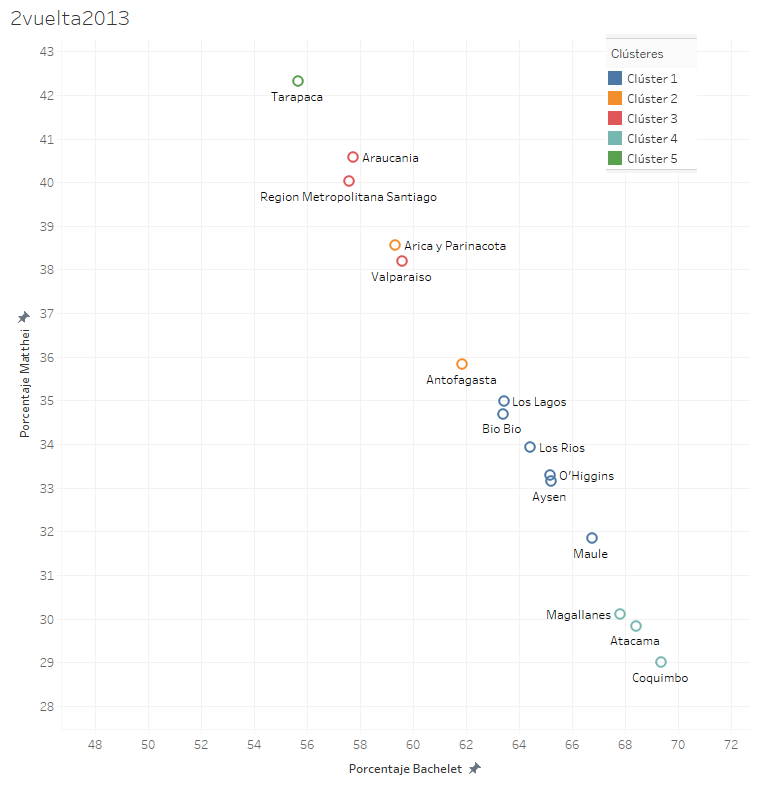 2vuelta2013
Clústeres
Clúster 1
Clúster 2
Clúster 3
Clúster 4
Clúster 5
43
42
41
40
39
38
37
36
35
34
33
32
31
30
29
28
Porcentaje Matthei
Tarapaca
Araucania
Region Metropolitana Santiago
Arica y Parinacota
Valparaiso
Antofagasta
Los Lagos
Bio Bio
Los Rios
O'Higgins
Aysen
Maule
Magallanes
Atacama
Coquimbo
48 50 52 54 56 58 60 62 64 66 68 70 72
Porcentaje Bachelet